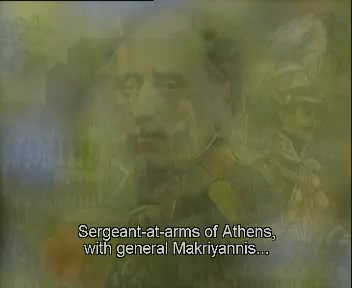 Sergeant-at-arms of Athens,
with general Makriyannis...